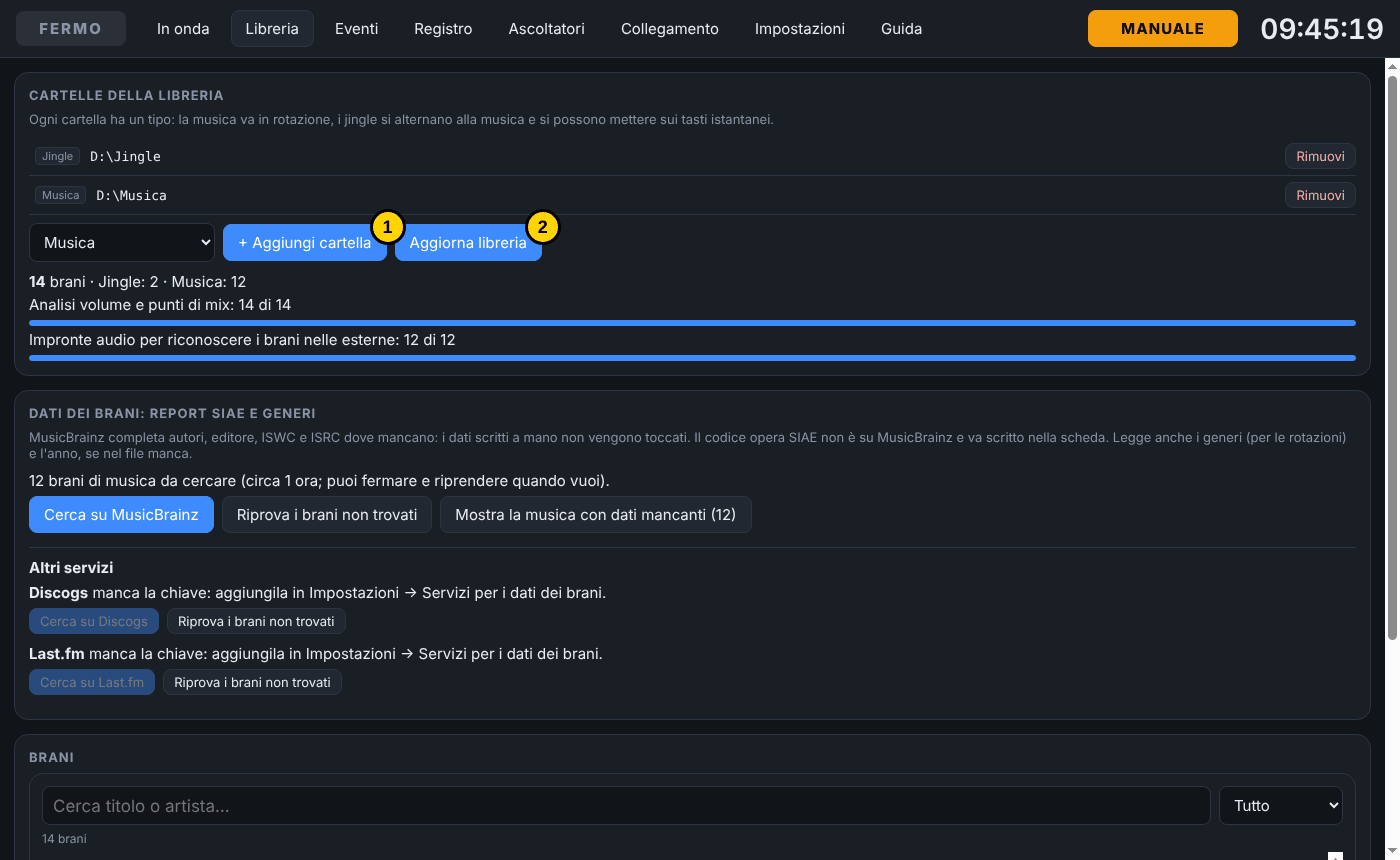 FERMO In onda Libreria Eventi Registro Ascoltatori Collegamento Impostazioni Guida MANUALE 09:45:19
CARTELLE DELLA LIBRERIA
Ogni cartella ha un tipo: la musica va in rotazione, i jingle si alternano alla musica e si possono mettere sui tasti istantanei.
Jingle D:\Jingle Rimuovi
Musica D:\Musica Rimuovi
Musica + Aggiungi cartella 1 Aggiorna libreria 2
14 brani · Jingle: 2 · Musica: 12
Analisi volume e punti di mix: 14 di 14
Impronte audio per riconoscere i brani nelle esterne: 12 di 12
DATI DEI BRANI: REPORT SIAE E GENERI
MusicBrainz completa autori, editore, ISWC e ISRC dove mancano: i dati scritti a mano non vengono toccati. Il codice opera SIAE non è su MusicBrainz e va scritto nella scheda. Legge anche i generi (per le rotazioni)
e l'anno, se nel file manca.
12 brani di musica da cercare (circa 1 ora; puoi fermare e riprendere quando vuoi).
Cerca su MusicBrainz Riprova i brani non trovati Mostra la musica con dati mancanti (12)
Altri servizi
Discogs manca la chiave: aggiungila in Impostazioni → Servizi per i dati dei brani.
Cerca su Discogs Riprova i brani non trovati
Last.fm manca la chiave: aggiungila in Impostazioni → Servizi per i dati dei brani.
Cerca su Last.fm Riprova i brani non trovati
BRANI
Cerca titolo o artista... Tutto
14 brani